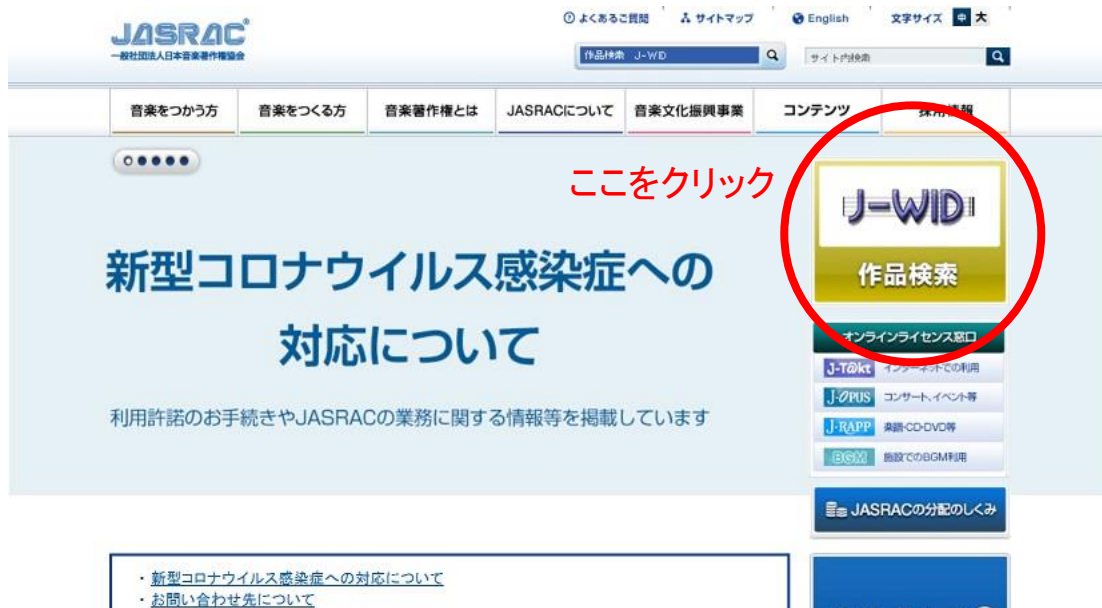 JASRAC
一般社団法人日本音楽著作権協会
よくあるご質問 サイトマップ English 文字サイズ 中 大
作品検索 J-WID サイト内検索
音楽をつかう方 音楽をつくる方 音楽著作権とは JASRACについて 音楽文化振興事業 コンテンツ 採用情報
ここをクリック
J-WID
作品検索
新型コロナウイルス感染症への
対応について
利用許諾のお手続きやJASRACの業務に関する情報等を掲載しています
オンラインライセンス窓口
J-T@kt インターネットでの利用
J-OPUS コンサート、イベント等
J-RAPP 楽譜・CD・DVD等
BGM 施設でのBGM利用
JASRACの分配のしくみ
・新型コロナウイルス感染症への対応について
・お問い合わせ先について